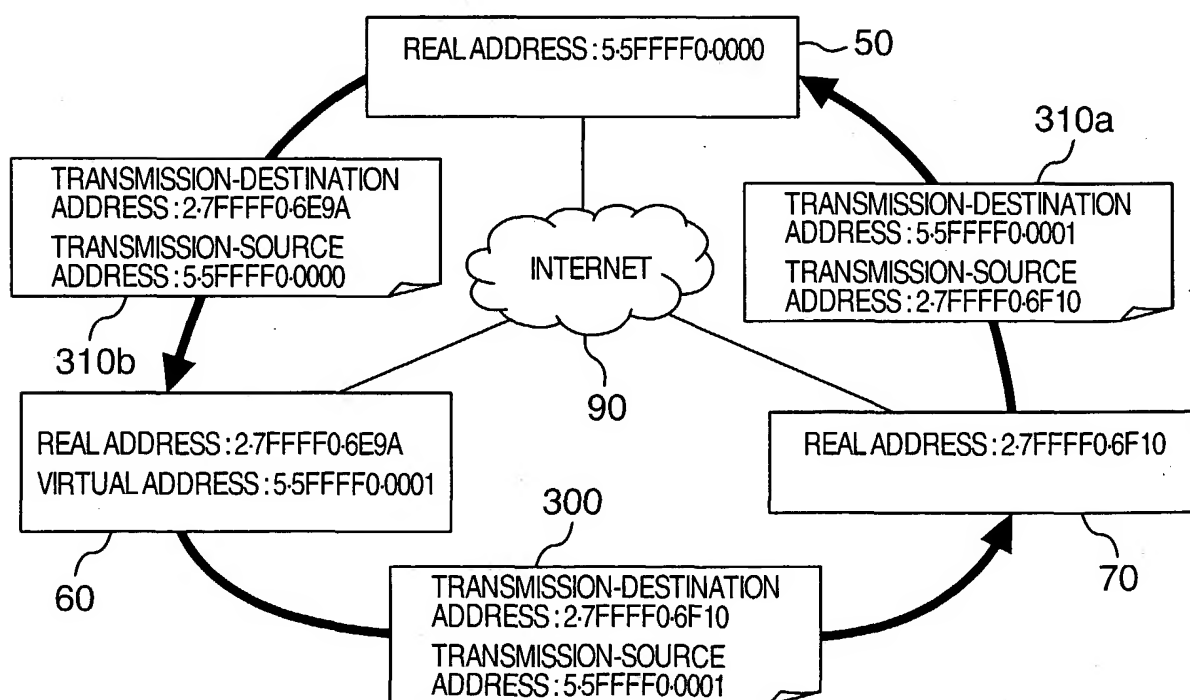 REAL ADDRESS : 5·5FFFF0·0000
50
310a
TRANSMISSION-DESTINATION
ADDRESS : 2·7FFFF0·6E9A
TRANSMISSION-SOURCE
ADDRESS : 5·5FFFF0·0000
INTERNET
TRANSMISSION-DESTINATION
ADDRESS : 5·5FFFF0·0001
TRANSMISSION-SOURCE
ADDRESS : 2·7FFFF0·6F10
310b
90
REAL ADDRESS : 2·7FFFF0·6E9A
VIRTUAL ADDRESS : 5·5FFFF0·0001
REAL ADDRESS : 2·7FFFF0·6F10
300
60
70
TRANSMISSION-DESTINATION
ADDRESS : 2·7FFFF0·6F10
TRANSMISSION-SOURCE
ADDRESS : 5·5FFFF0·0001